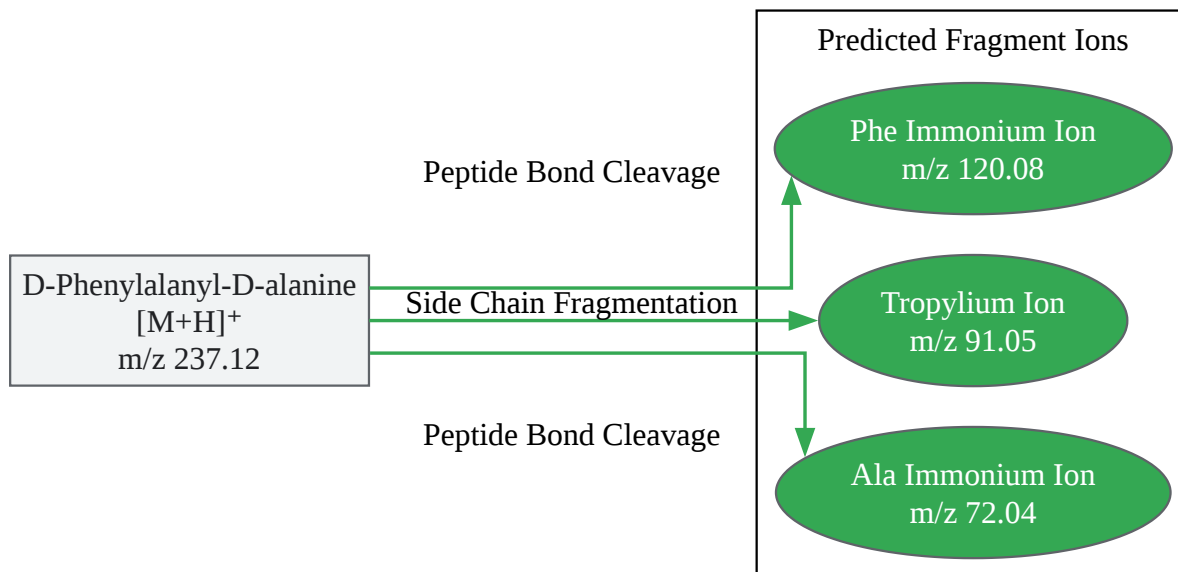 Predicted Fragment Ions
Phe Immonium Ion
m/z 120.08
Peptide Bond Cleavage
D-Phenylalanyl-D-alanine
[M+H]⁺
m/z 237.12
Side Chain Fragmentation
Tropylium Ion
m/z 91.05
Peptide Bond Cleavage
Ala Immonium Ion
m/z 72.04